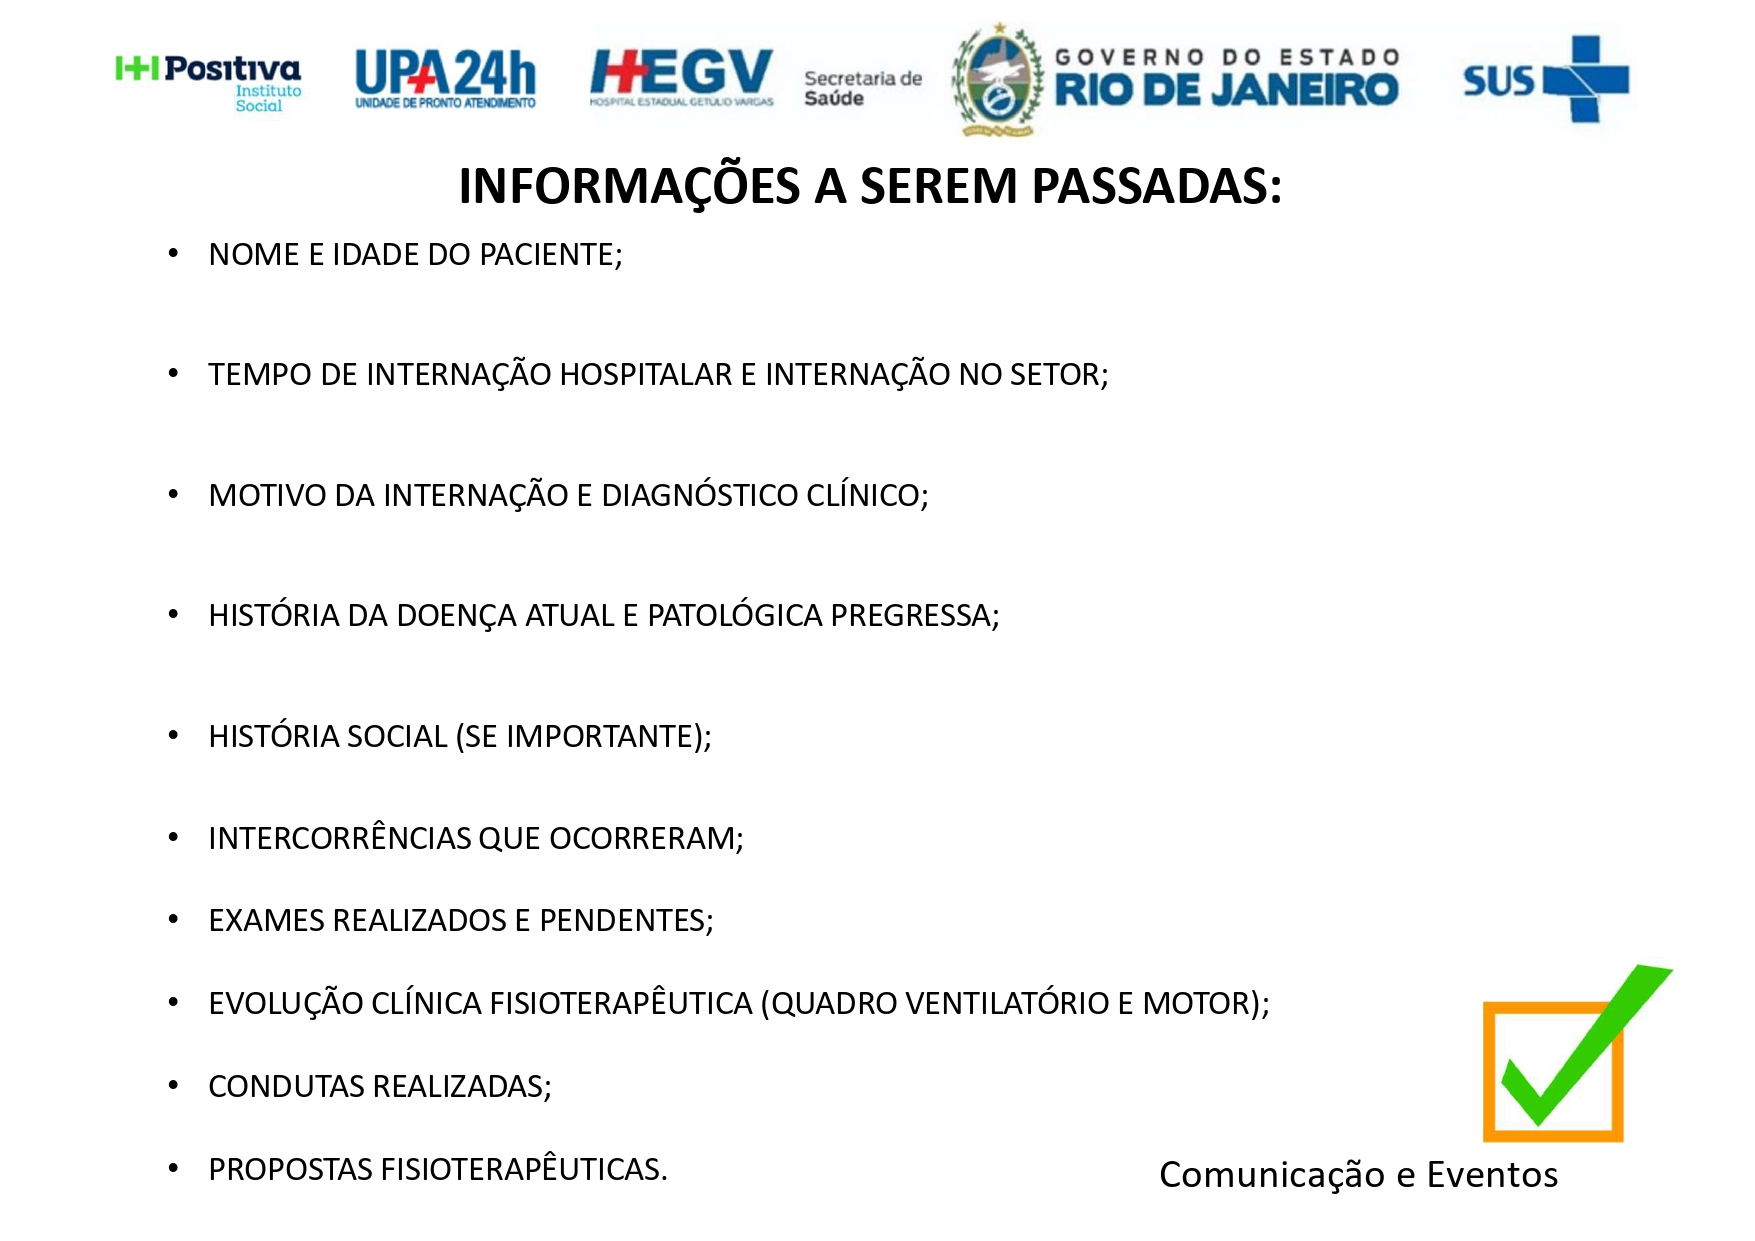 Positiva
Instituto
Social
UPA 24h
UNIDADE DE PRONTO ATENDIMENTO
HEGV
HOSPITAL ESTADUAL GETULIO VARGAS
Secretaria de
Saúde
GOVERNO DO ESTADO
RIO DE JANEIRO
SUS
INFORMAÇÕES A SEREM PASSADAS:
• NOME E IDADE DO PACIENTE;
• TEMPO DE INTERNAÇÃO HOSPITALAR E INTERNAÇÃO NO SETOR;
• MOTIVO DA INTERNAÇÃO E DIAGNÓSTICO CLÍNICO;
• HISTÓRIA DA DOENÇA ATUAL E PATOLÓGICA PREGRESSA;
• HISTÓRIA SOCIAL (SE IMPORTANTE);
• INTERCORRÊNCIAS QUE OCORRERAM;
• EXAMES REALIZADOS E PENDENTES;
• EVOLUÇÃO CLÍNICA FISIOTERAPÊUTICA (QUADRO VENTILATÓRIO E MOTOR);
• CONDUTAS REALIZADAS;
• PROPOSTAS FISIOTERAPÊUTICAS.
Comunicação e Eventos